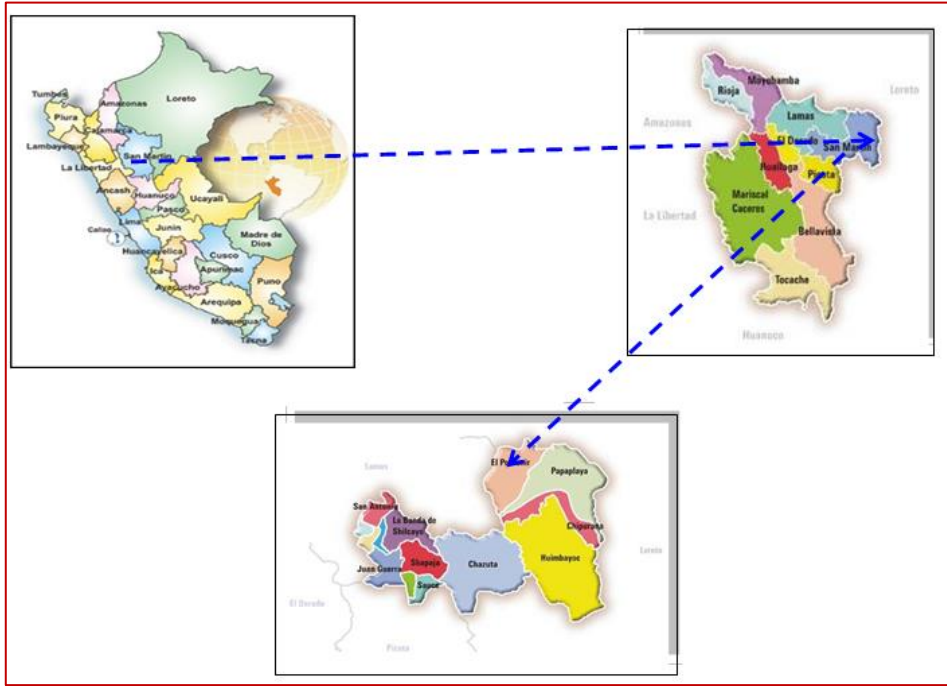 Tumbes
Piura
Amazonas
Loreto
Cajamarca
Lambayeque
San Martin
La Libertad
Ancash
Huanuco
Ucayali
Pasco
Lima
Junin
Callao
Madre de
Dios
Huancavelica
Cusco
Ica
Apurimac
Ayacucho
Puno
Arequipa
Moquegua
Tacna
Moyobamba
Rioja
Loreto
Lamas
Amazonas
El Dorado
San Martin
Huallaga
Picota
Mariscal
Caceres
La Libertad
Bellavista
Tocache
Huanuco
Lamas
El
Papaplaya
San Antonio
La Banda de
Shilcayo
Chipurana
Juan Guerra
Shapaja
Chazuta
Huimbayoc
Loreto
Sauce
El Dorado
Picota